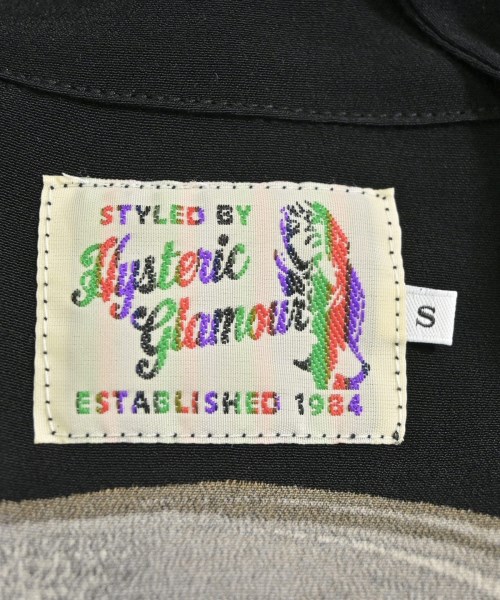 STYLED BY
Hysteric
Glamour
ESTABLISHED 1984
S